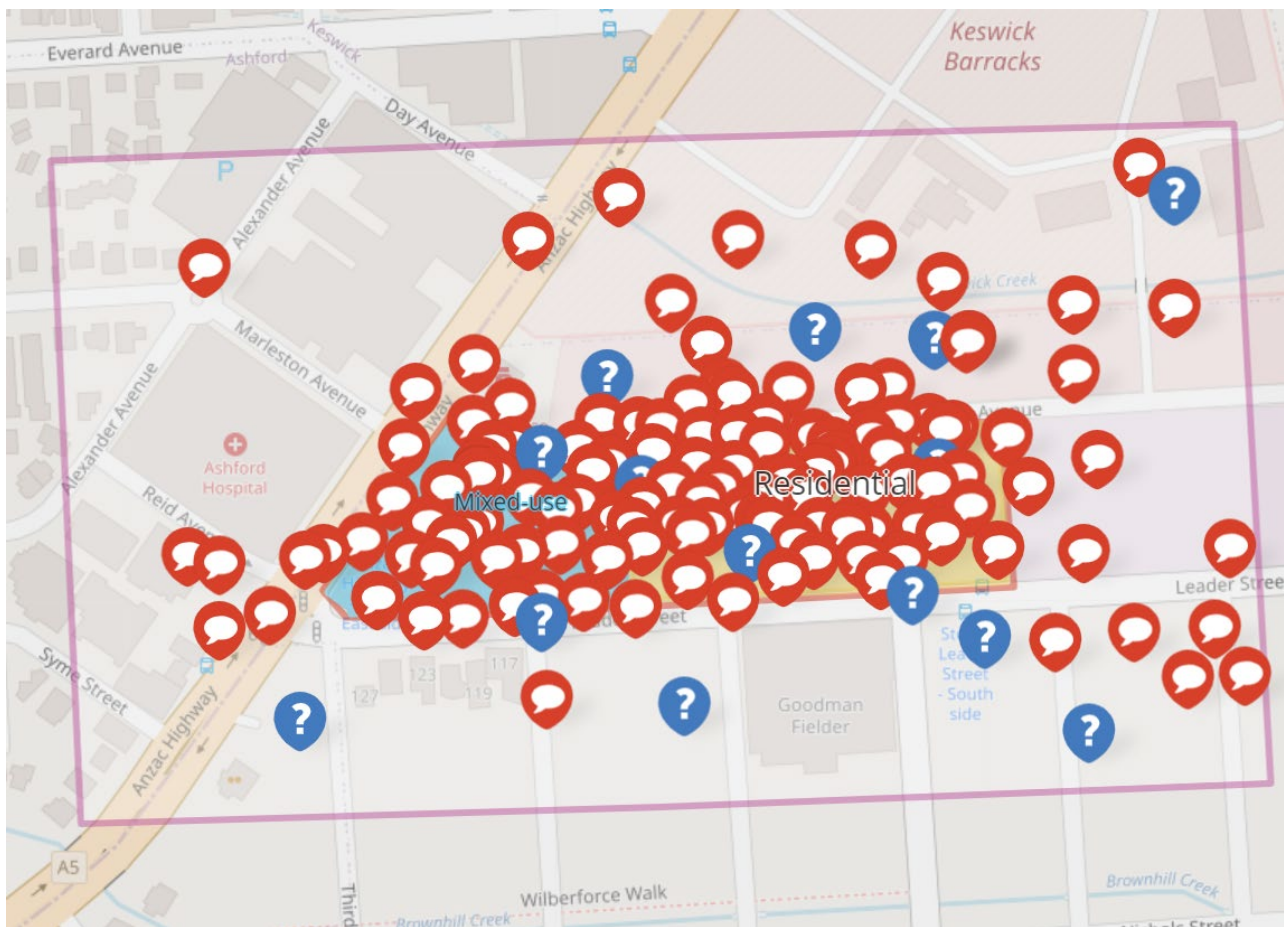 Everard Avenue
Ashford
Keswick
Day Avenue
Keswick
Barracks
P
Alexander Avenue
Anzac Highway
Marleston Avenue
Alexander Avenue
Ashford
Hospital
Reid
Avenue
Mixed-use
Residential
Leader
Street
Syme Street
127
123
119
117
Goodman
Fielder
Street
- South
side
Anzac Highway
A5
Third
Wilberforce Walk
Brownhill Creek
Brownhill Creek
Street